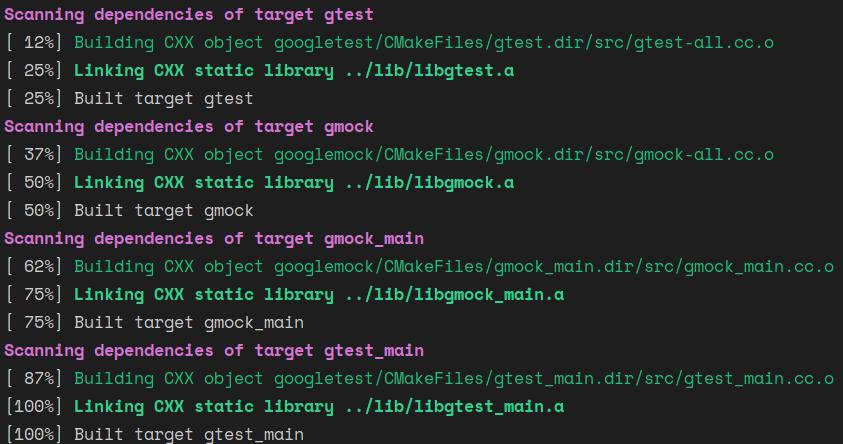 Scanning dependencies of target gtest
[ 12%] Building CXX object googletest/CMakeFiles/gtest.dir/src/gtest-all.cc.o
[ 25%] Linking CXX static library ../lib/libgtest.a
[ 25%] Built target gtest
Scanning dependencies of target gmock
[ 37%] Building CXX object googlemock/CMakeFiles/gmock.dir/src/gmock-all.cc.o
[ 50%] Linking CXX static library ../lib/libgmock.a
[ 50%] Built target gmock
Scanning dependencies of target gmock_main
[ 62%] Building CXX object googlemock/CMakeFiles/gmock_main.dir/src/gmock_main.cc.o
[ 75%] Linking CXX static library ../lib/libgmock_main.a
[ 75%] Built target gmock_main
Scanning dependencies of target gtest_main
[ 87%] Building CXX object googletest/CMakeFiles/gtest_main.dir/src/gtest_main.cc.o
[100%] Linking CXX static library ../lib/libgtest_main.a
[100%] Built target gtest_main